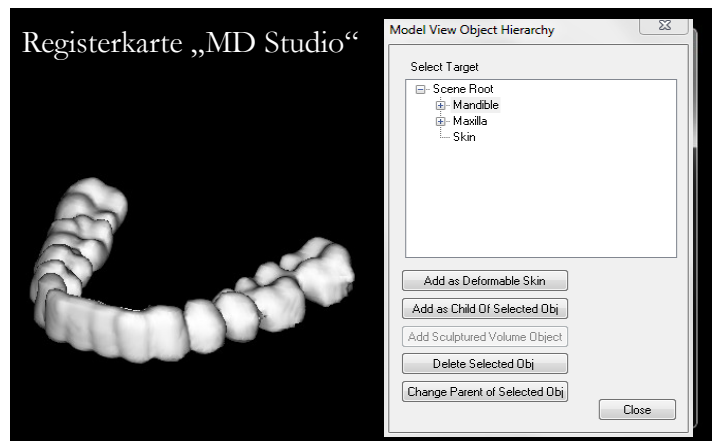 Registerkarte „MD Studio“
Model View Object Hierarchy
Select Target
Scene Root
Mandible
Maxilla
Skin
Add as Deformable Skin
Add as Child Of Selected Obj
Add Sculptured Volume Object
Delete Selected Obj
Change Parent of Selected Obj
Close